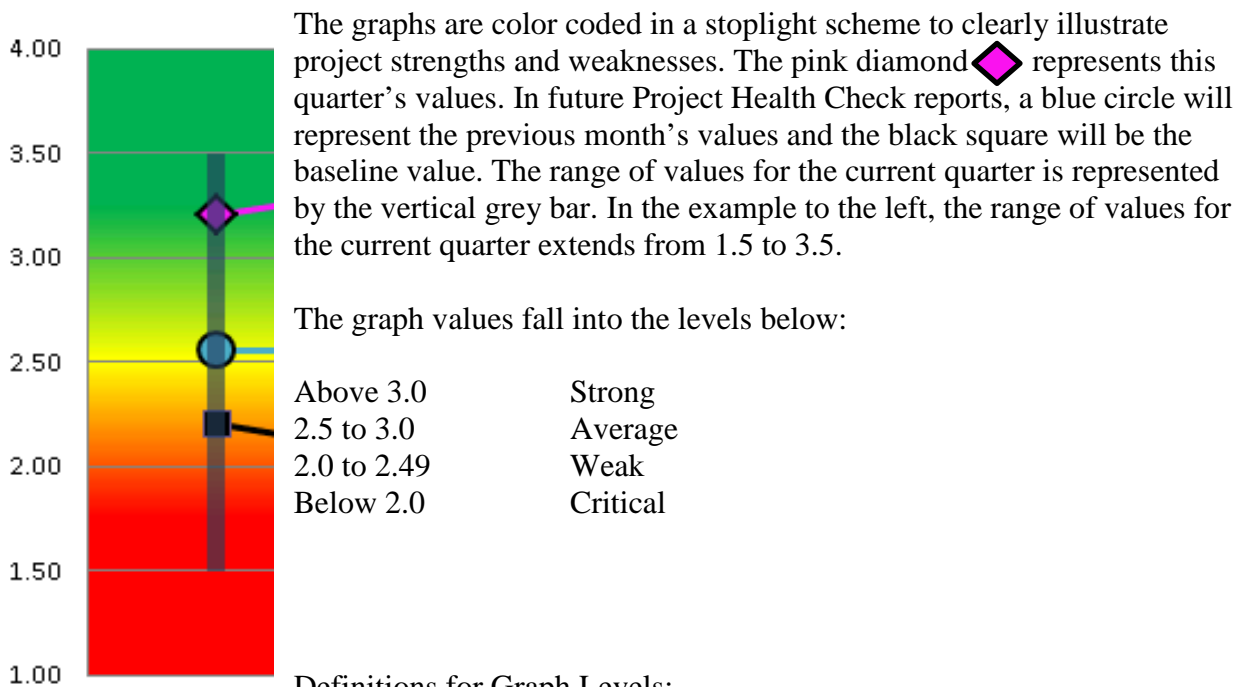 The graphs are color coded in a stoplight scheme to clearly illustrate
project strengths and weaknesses. The pink diamond represents this
quarter’s values. In future Project Health Check reports, a blue circle will
represent the previous month’s values and the black square will be the
baseline value. The range of values for the current quarter is represented
by the vertical grey bar. In the example to the left, the range of values for
the current quarter extends from 1.5 to 3.5.
The graph values fall into the levels below:
Above 3.0 Strong
2.5 to 3.0 Average
2.0 to 2.49 Weak
Below 2.0 Critical
Definitions for Graph Levels:
4.00
3.50
3.00
2.50
2.00
1.50
1.00